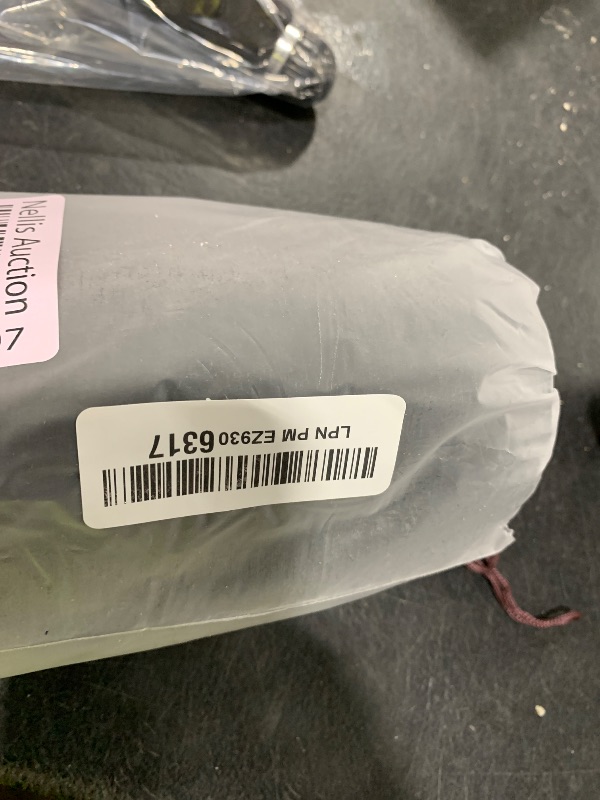 Nellis Auction
LPN PM EZ930 6317